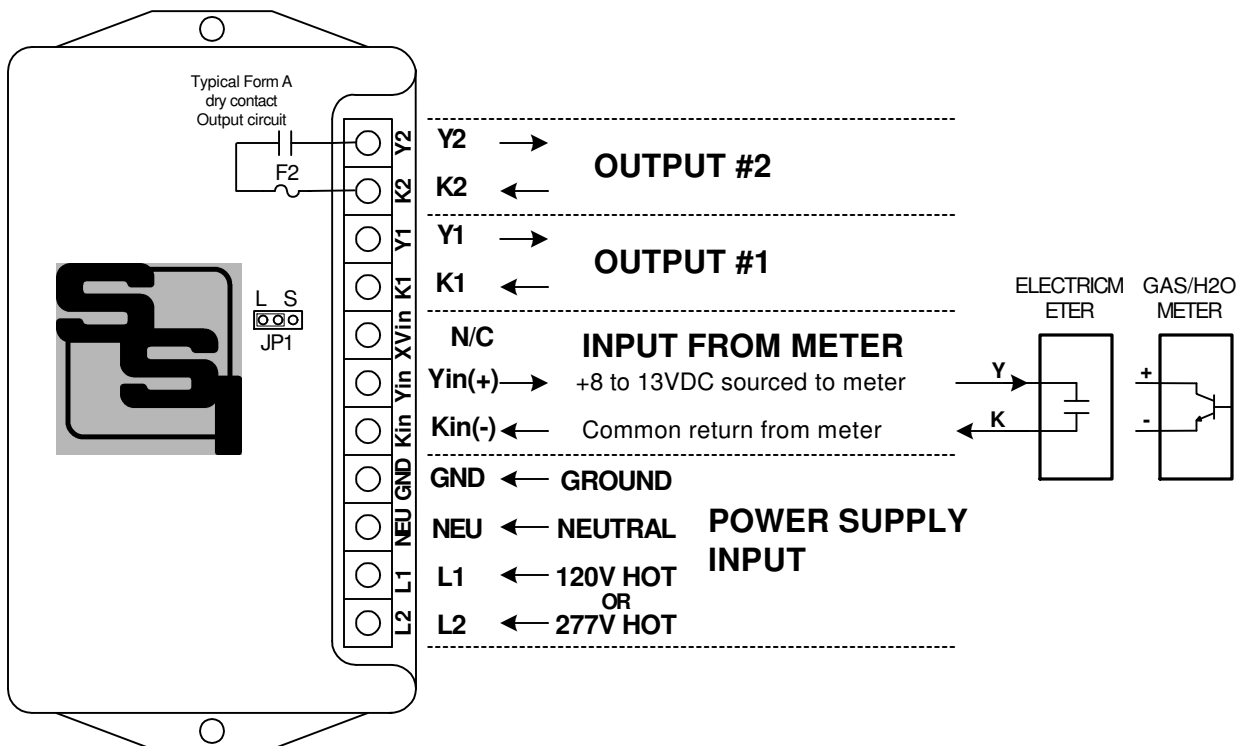 Typical Form A
dry contact
Output circuit
F2
L S
JP1
SSI
Y2
K2
Y1
K1
XVin
Yin
Kin
GND
NEU
L1
L2
Y2
K2
OUTPUT #2
Y1
K1
OUTPUT #1
N/C
INPUT FROM METER
Yin(+)
+8 to 13VDC sourced to meter
Kin(-)
Common return from meter
GND
GROUND
NEU
NEUTRAL
POWER SUPPLY
INPUT
L1
120V HOT
OR
L2
277V HOT
ELECTRICM
ETER
Y
K
GAS/H2O
METER
+
-